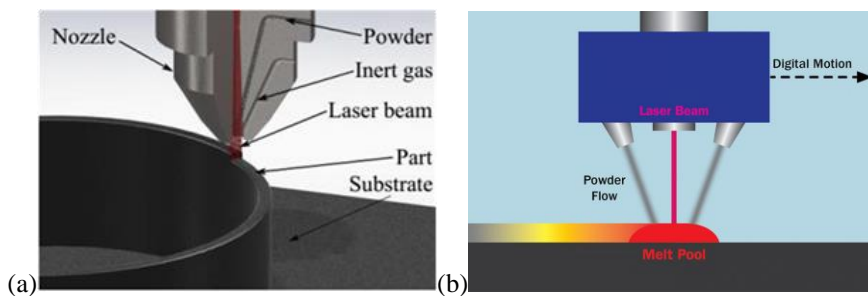 Nozzle
Powder
Inert gas
Laser beam
Part
Substrate
(a)
Digital Motion
Laser Beam
Powder
Flow
Melt Pool
(b)